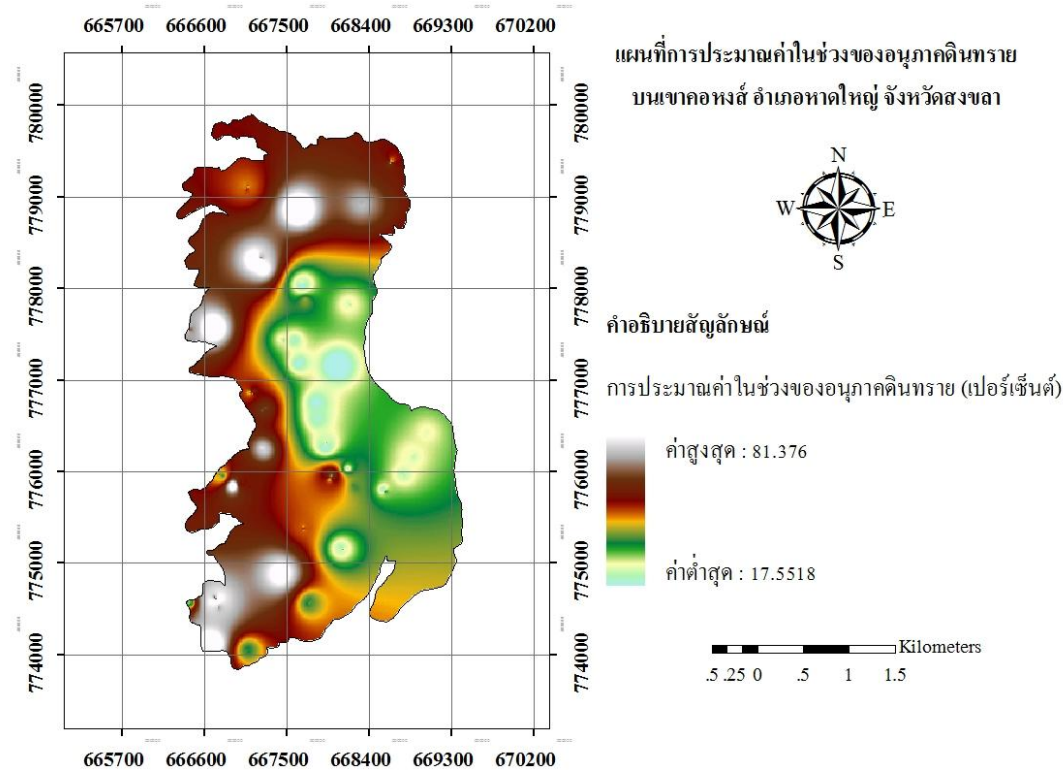 665700 666600 667500 668400 669300 670200
780000
779000
778000
777000
776000
775000
774000
780000
779000
778000
777000
776000
775000
774000
665700 666600 667500 668400 669300 670200
แผนที่การประมาณค่าในช่วงของอนุภาคดินทราย
บนเขาคอหงส์ อำเภอหาดใหญ่ จังหวัดสงขลา
N
W E
S
คำอธิบายสัญลักษณ์
การประมาณค่าในช่วงของอนุภาคดินทราย (เปอร์เซ็นต์)
ค่าสูงสุด : 81.376
ค่าต่ำสุด : 17.5518
Kilometers
.5 .25 0 .5 1 1.5